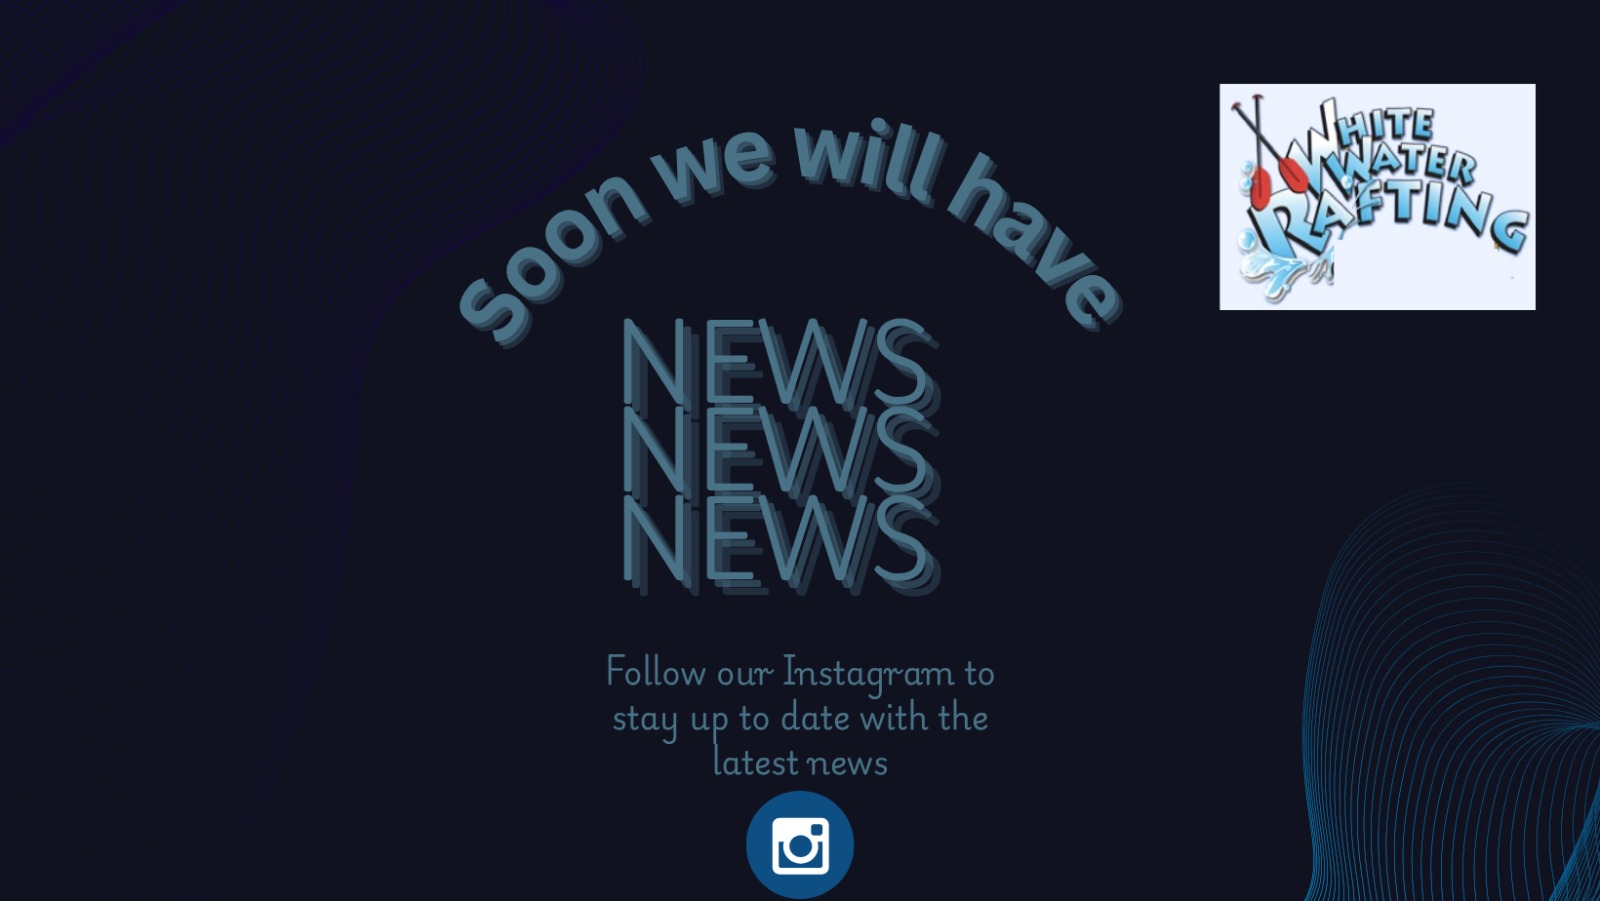 Soon we will have
NEWS
NEWS
NEWS
Follow our Instagram to
stay up to date with the
latest news
WHITE
WATER
RAFTING